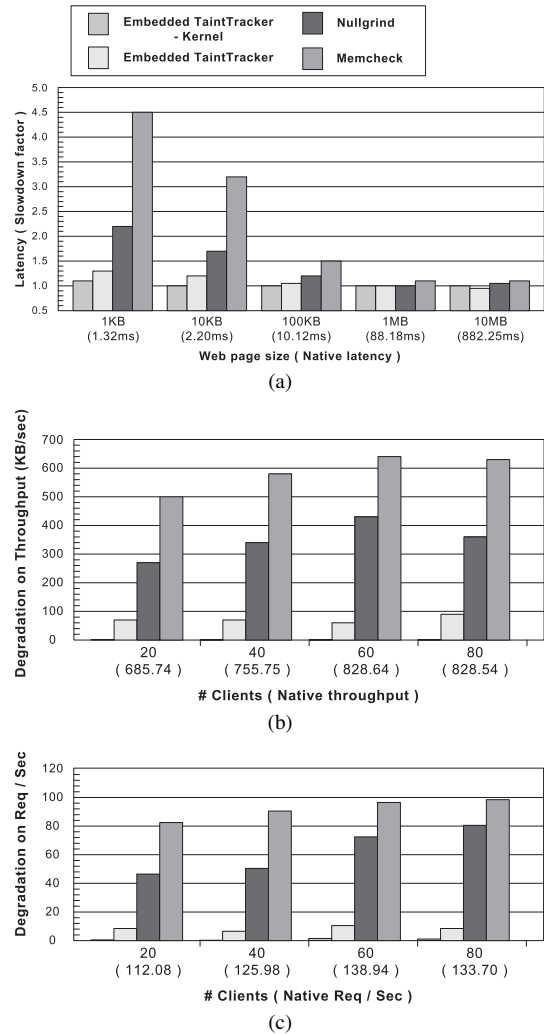 Embedded TaintTracker - Kernel
Nullgrind
Embedded TaintTracker
Memcheck
Latency ( Slowdown factor )
5.0
4.5
4.0
3.5
3.0
2.5
2.0
1.5
1.0
0.5
1KB 10KB 100KB 1MB 10MB
(1.32ms) (2.20ms) (10.12ms) (88.18ms) (882.25ms)
Web page size ( Native latency )
(a)
Degradation on Throughput (KB/sec)
700
600
500
400
300
200
100
0
20 40 60 80
( 685.74 ) ( 755.75 ) ( 828.64 ) ( 828.54 )
# Clients ( Native throughput )
(b)
Degradation on Req / Sec
120
100
80
60
40
20
0
20 40 60 80
( 112.08 ) ( 125.98 ) ( 138.94 ) ( 133.70 )
# Clients ( Native Req / Sec )
(c)